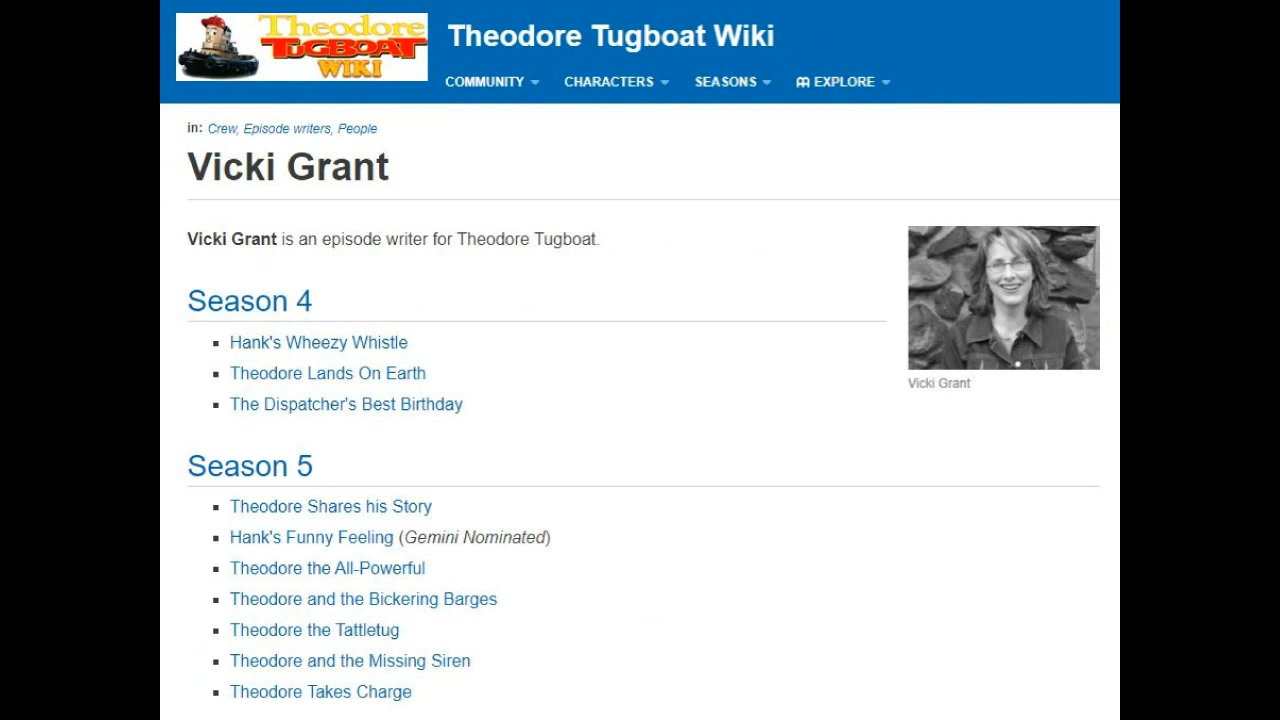 Theodore
TUGBOAT
WIKI
Theodore Tugboat Wiki
COMMUNITY CHARACTERS SEASONS EXPLORE
in: Crew, Episode writers, People
Vicki Grant
Vicki Grant is an episode writer for Theodore Tugboat.
Vicki Grant
Season 4
Hank's Wheezy Whistle
Theodore Lands On Earth
The Dispatcher's Best Birthday
Season 5
Theodore Shares his Story
Hank's Funny Feeling (Gemini Nominated)
Theodore the All-Powerful
Theodore and the Bickering Barges
Theodore the Tattletug
Theodore and the Missing Siren
Theodore Takes Charge